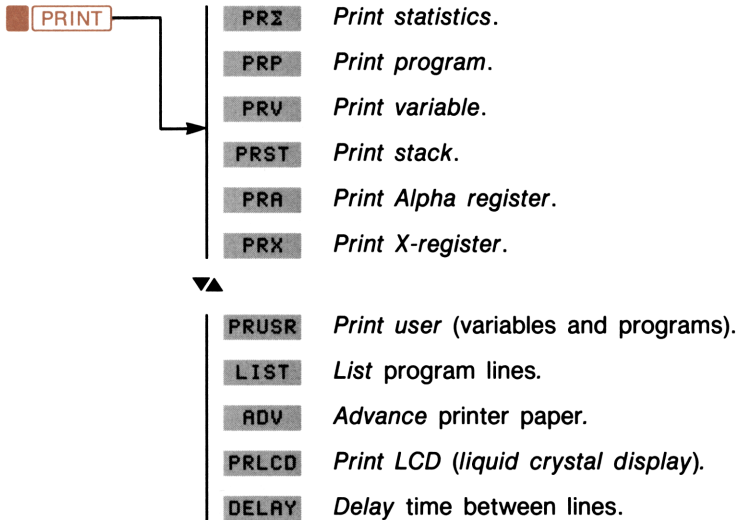 PRINT
PRΣ Print statistics.
PRP Print program.
PRV Print variable.
PRST Print stack.
PRA Print Alpha register.
PRX Print X-register.
▼▲
PRUSR Print user (variables and programs).
LIST List program lines.
ADV Advance printer paper.
PRLCD Print LCD (liquid crystal display).
DELAY Delay time between lines.